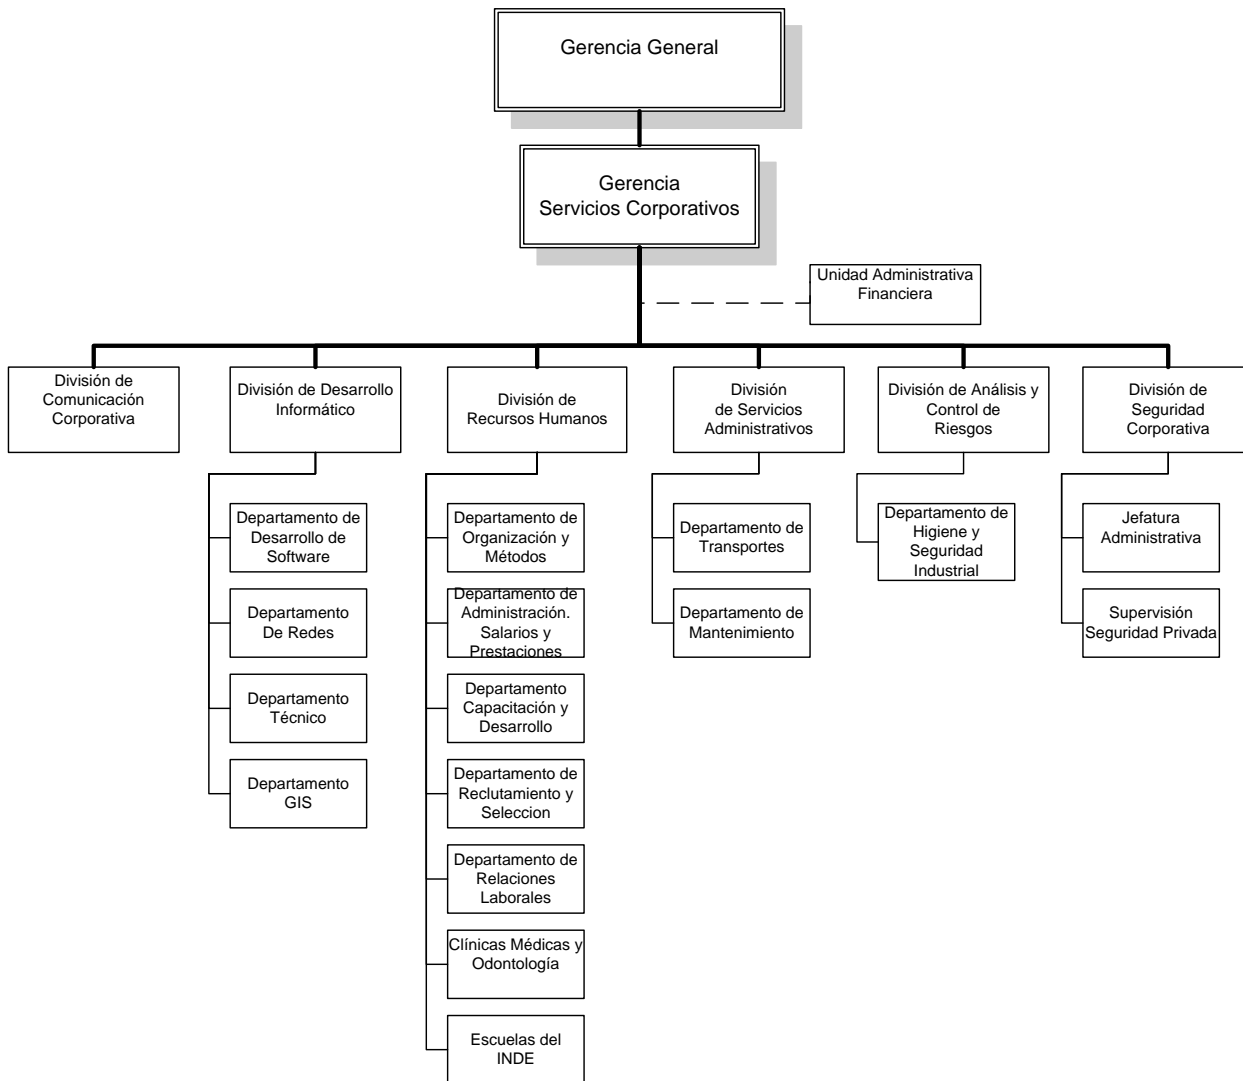 Gerencia General
Gerencia
Servicios Corporativos
Unidad Administrativa
Financiera
División de
Comunicación
Corporativa
División de Desarrollo
Informático
División de
Recursos Humanos
División
de Servicios
Administrativos
División de Análisis y
Control de
Riesgos
División de
Seguridad
Corporativa
Departamento de
Desarrollo de
Software
Departamento
De Redes
Departamento
Técnico
Departamento
GIS
Departamento de
Organización y
Métodos
Departamento de
Administración.
Salarios y
Prestaciones
Departamento
Capacitación y
Desarrollo
Departamento de
Reclutamiento y
Seleccion
Departamento de
Relaciones
Laborales
Clínicas Médicas y
Odontología
Escuelas del
INDE
Departamento de
Transportes
Departamento de
Mantenimiento
Departamento de
Higiene y
Seguridad
Industrial
Jefatura
Administrativa
Supervisión
Seguridad Privada